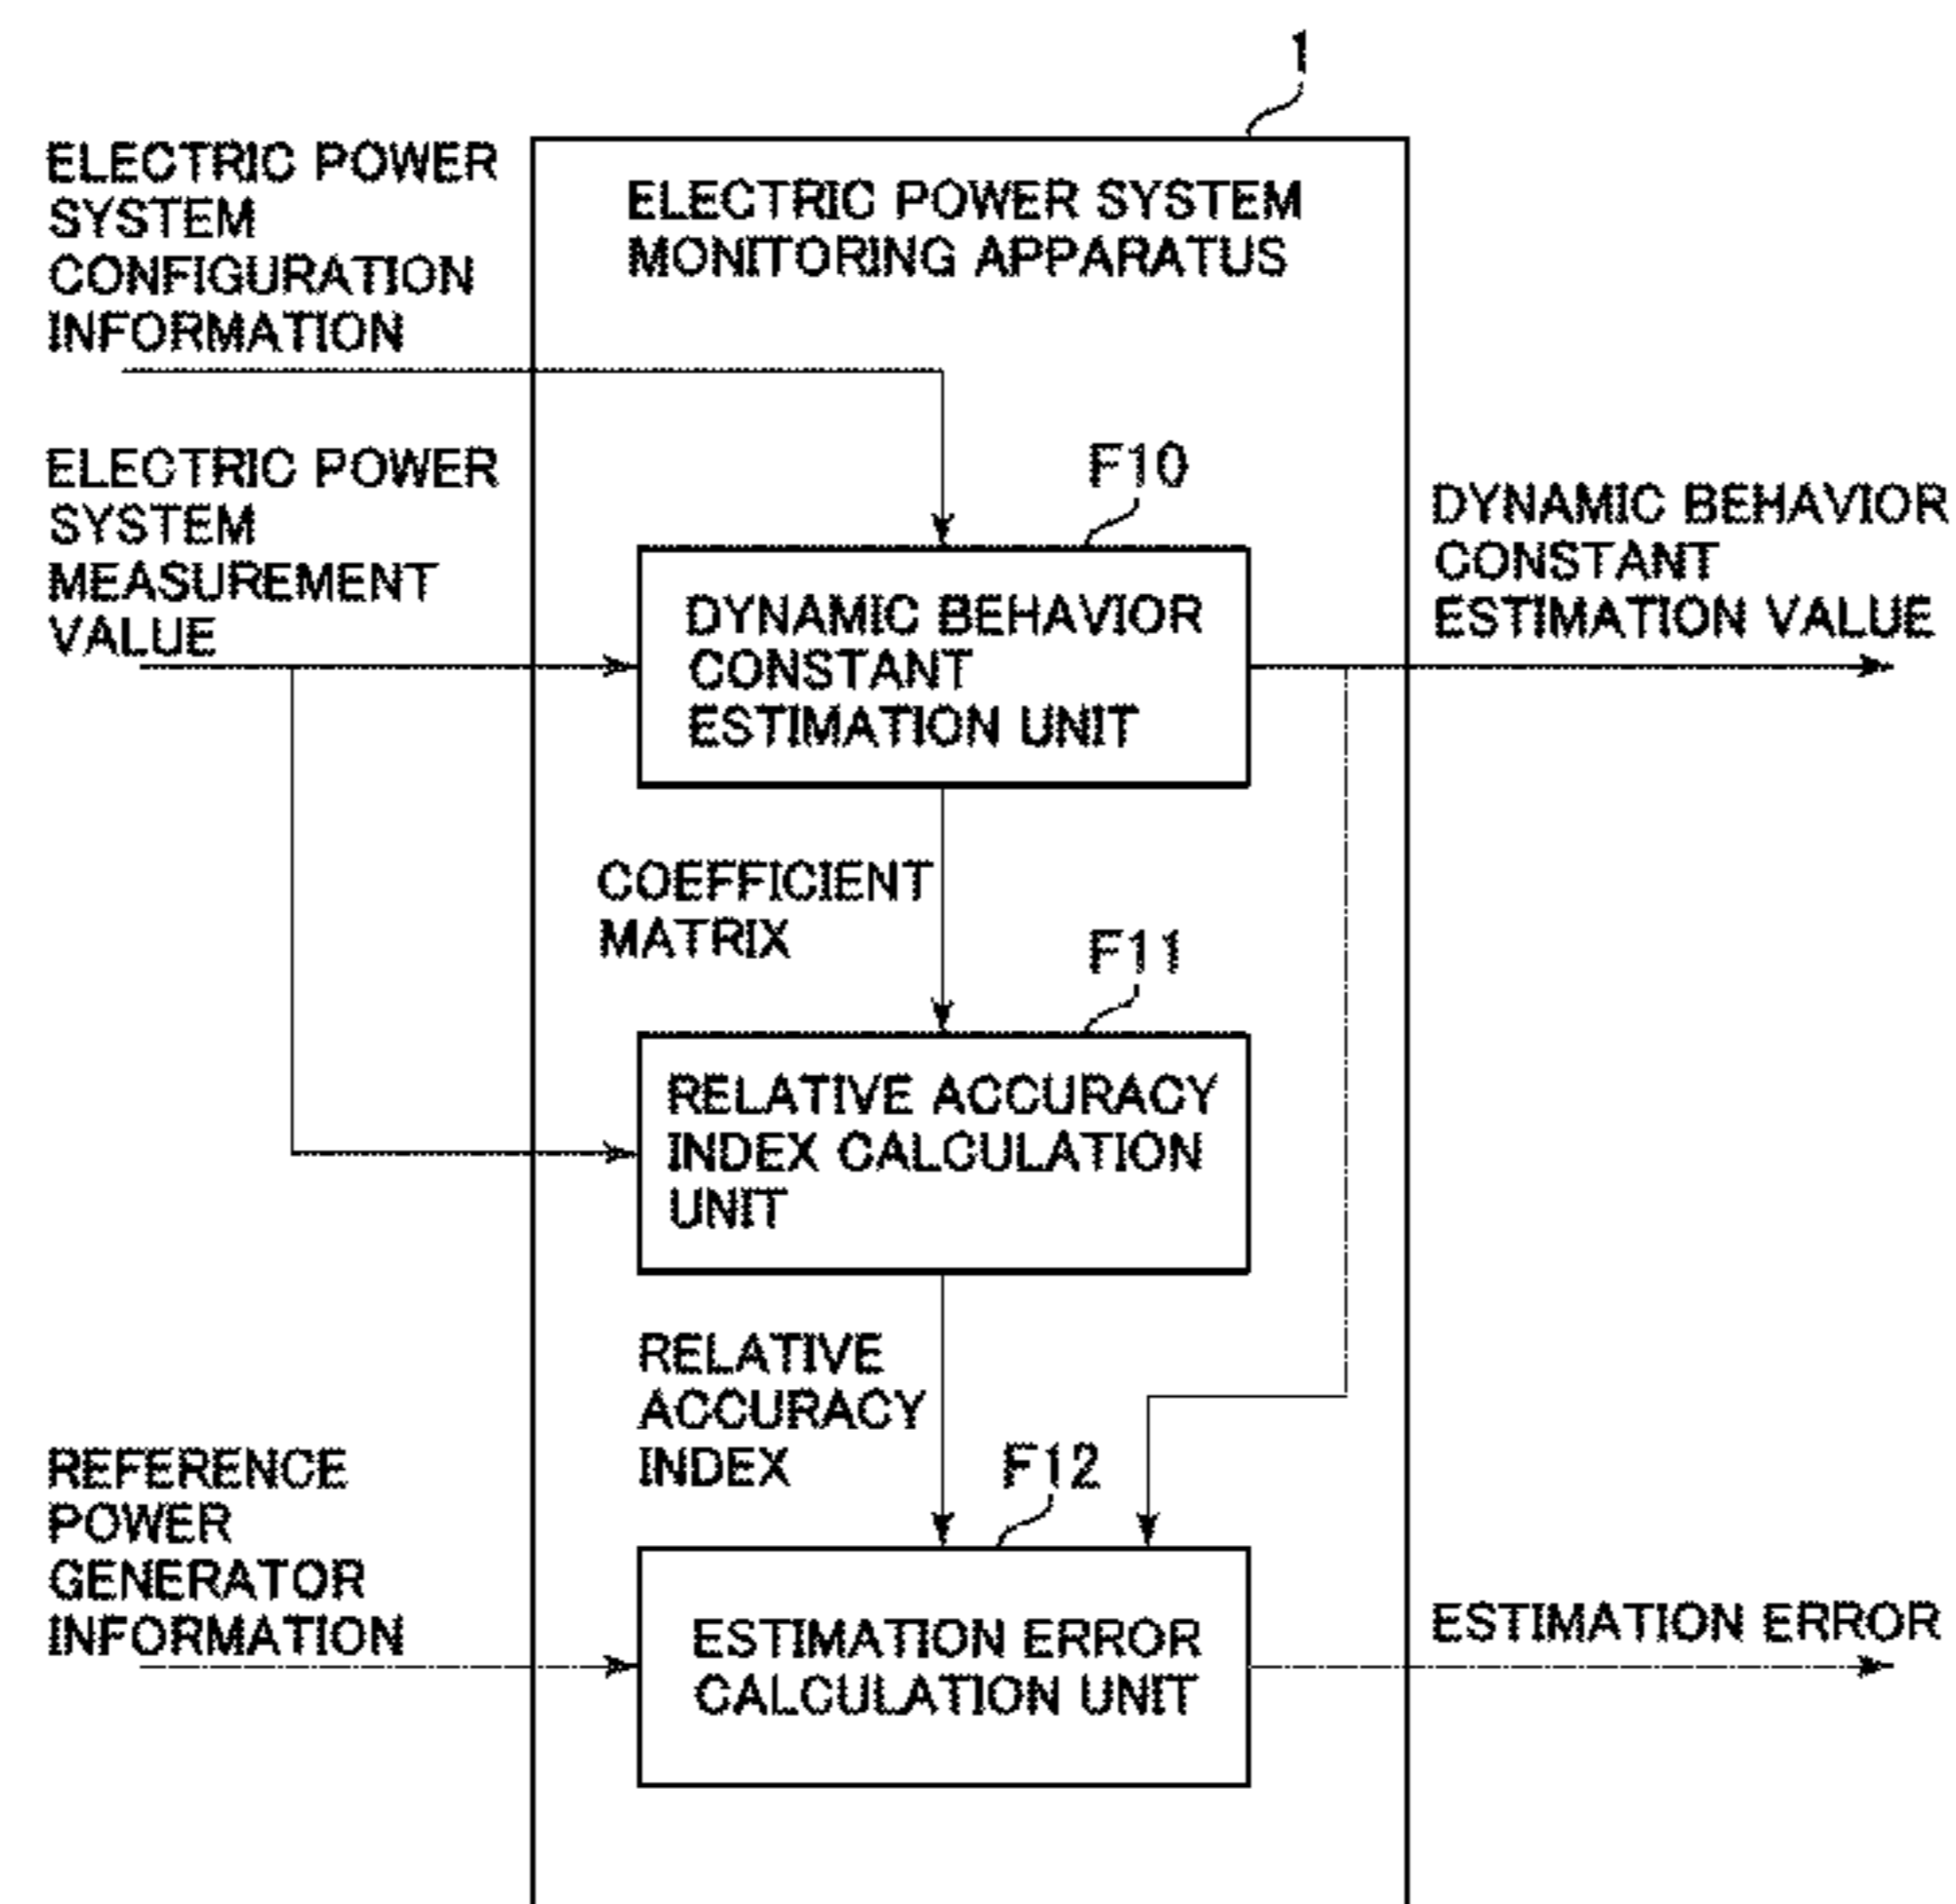 1
ELECTRIC POWER
SYSTEM
CONFIGURATION
INFORMATION
ELECTRIC POWER SYSTEM
MONITORING APPARATUS
ELECTRIC POWER
SYSTEM
MEASUREMENT
VALUE
F10
DYNAMIC BEHAVIOR
CONSTANT
ESTIMATION UNIT
DYNAMIC BEHAVIOR
CONSTANT
ESTIMATION VALUE
COEFFICIENT
MATRIX
F11
RELATIVE ACCURACY
INDEX CALCULATION
UNIT
RELATIVE
ACCURACY
INDEX
REFERENCE
POWER
GENERATOR
INFORMATION
F12
ESTIMATION ERROR
CALCULATION UNIT
ESTIMATION ERROR